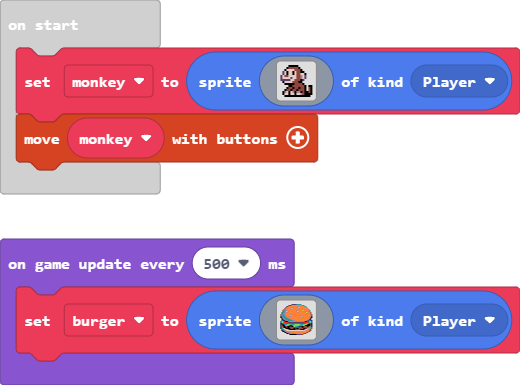 on start
set monkey to sprite of kind Player
move monkey with buttons
on game update every 500 ms
set burger to sprite of kind Player